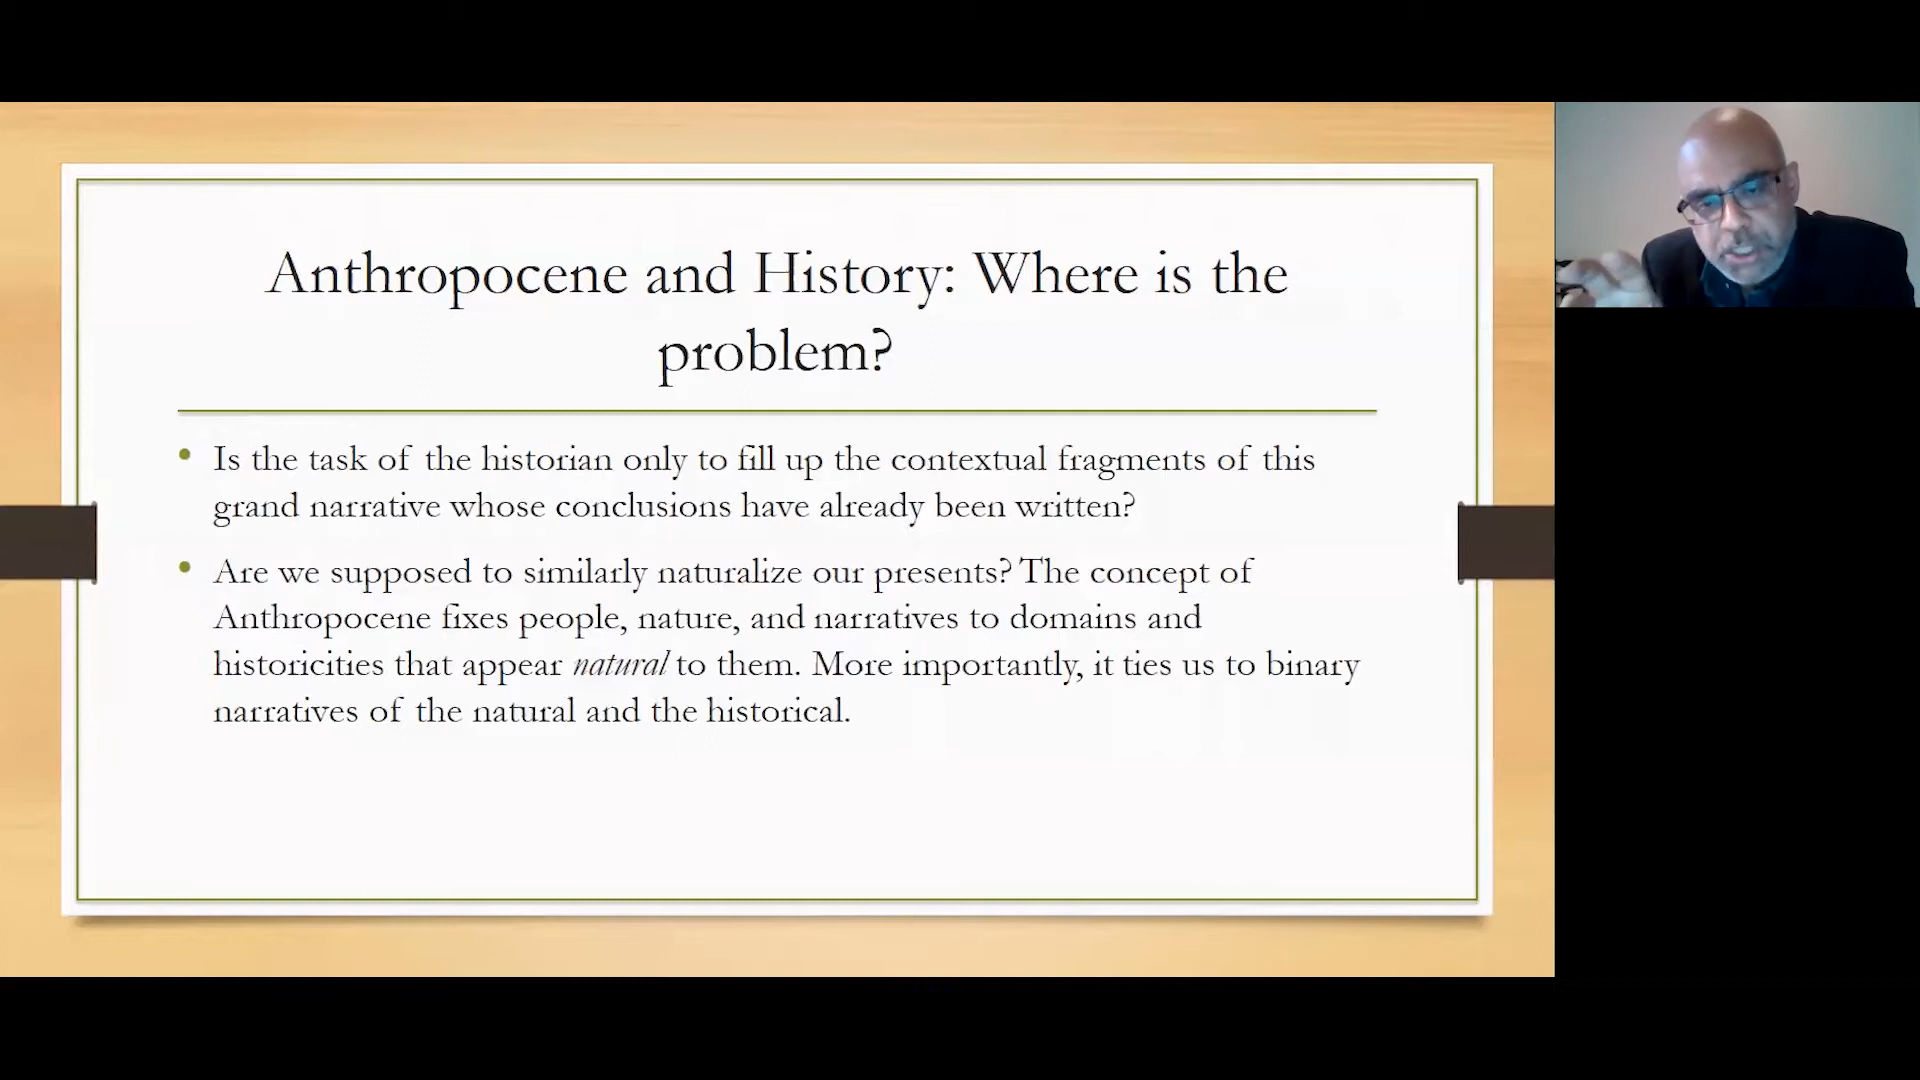 Anthropocene and History: Where is the
problem?
• Is the task of the historian only to fill up the contextual fragments of this
grand narrative whose conclusions have already been written?
• Are we supposed to similarly naturalize our presents? The concept of
Anthropocene fixes people, nature, and narratives to domains and
historicities that appear natural to them. More importantly, it ties us to binary
narratives of the natural and the historical.